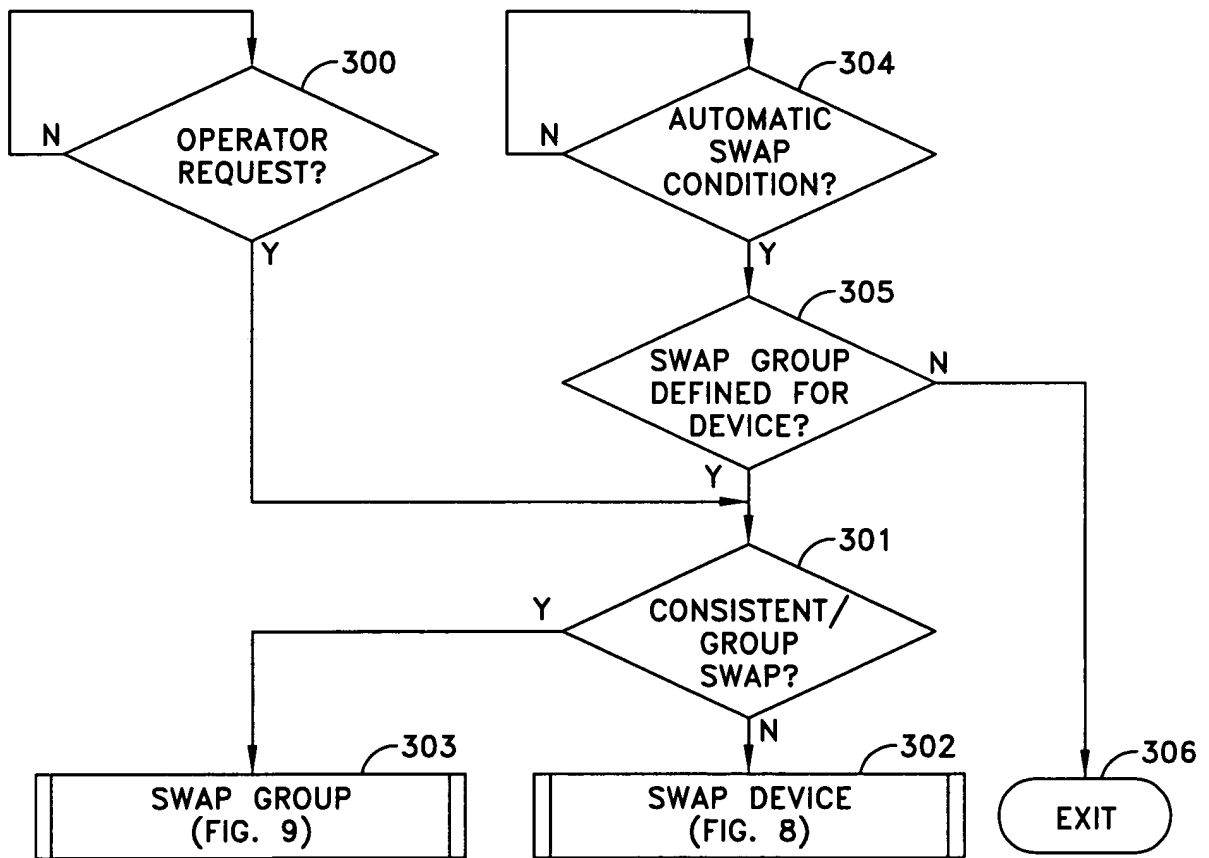 300
N
OPERATOR
REQUEST?
Y
304
N
AUTOMATIC
SWAP
CONDITION?
Y
305
SWAP GROUP
DEFINED FOR
DEVICE?
N
Y
301
Y
CONSISTENT/
GROUP
SWAP?
N
303
SWAP GROUP
(FIG. 9)
302
SWAP DEVICE
(FIG. 8)
306
EXIT